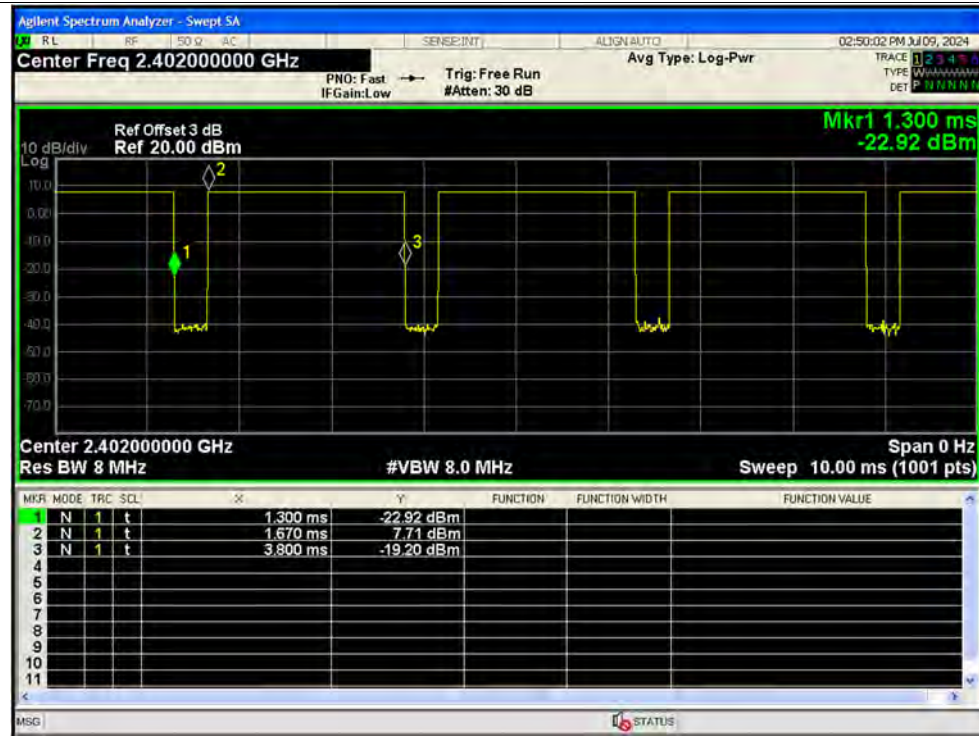 Agilent Spectrum Analyzer - Swept SA
RL RF 50 Ω AC SENSE:INT ALIGN AUTO 02:50:02 PM Jul 09, 2024
Center Freq 2.402000000 GHz Avg Type: Log-Pwr TRACE 1 2 3 4 5 6
PNO: Fast Trig: Free Run TYPE W
IFGain:Low #Atten: 30 dB DET P N N N N N
Mkr1 1.300 ms
Ref Offset 3 dB
10 dB/div Ref 20.00 dBm -22.92 dBm
Log
2
10.0
0.00
-10.0
1 3
-20.0
-30.0
-40.0
-50.0
-60.0
-70.0
Center 2.402000000 GHz Span 0 Hz
Res BW 8 MHz #VBW 8.0 MHz Sweep 10.00 ms (1001 pts)
MKR MODE TRC SCL X Y FUNCTION FUNCTION WIDTH FUNCTION VALUE
1 N 1 t 1.300 ms -22.92 dBm
2 N 1 t 1.670 ms 7.71 dBm
3 N 1 t 3.800 ms -19.20 dBm
4
5
6
7
8
9
10
11
MSG STATUS